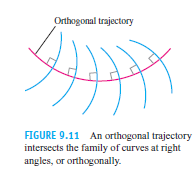 Orthogonal trajectory
FIGURE 9.11 An orthogonal trajectory
intersects the family of curves at right
angles, or orthogonally.